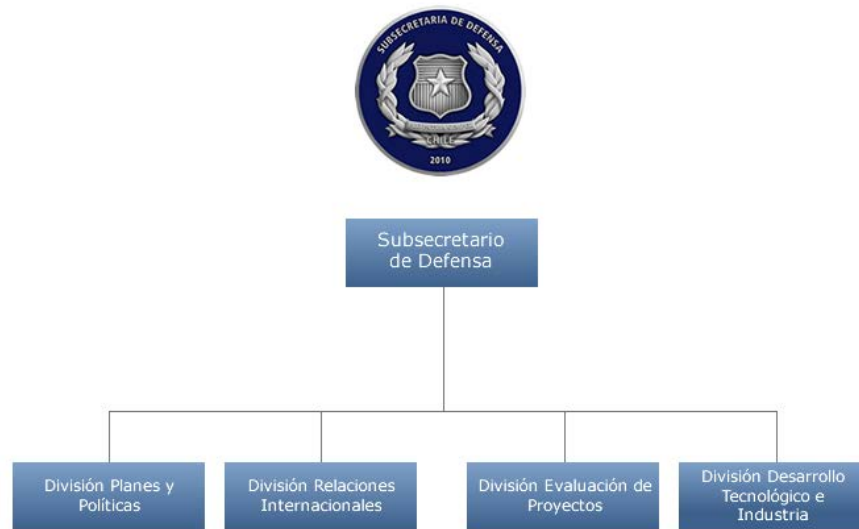 SUBSECRETARIA DE DEFENSA
CHILE
2010
Subsecretario
de Defensa
División Planes y
Políticas
División Relaciones
Internacionales
División Evaluación de
Proyectos
División Desarrollo
Tecnológico e
Industria